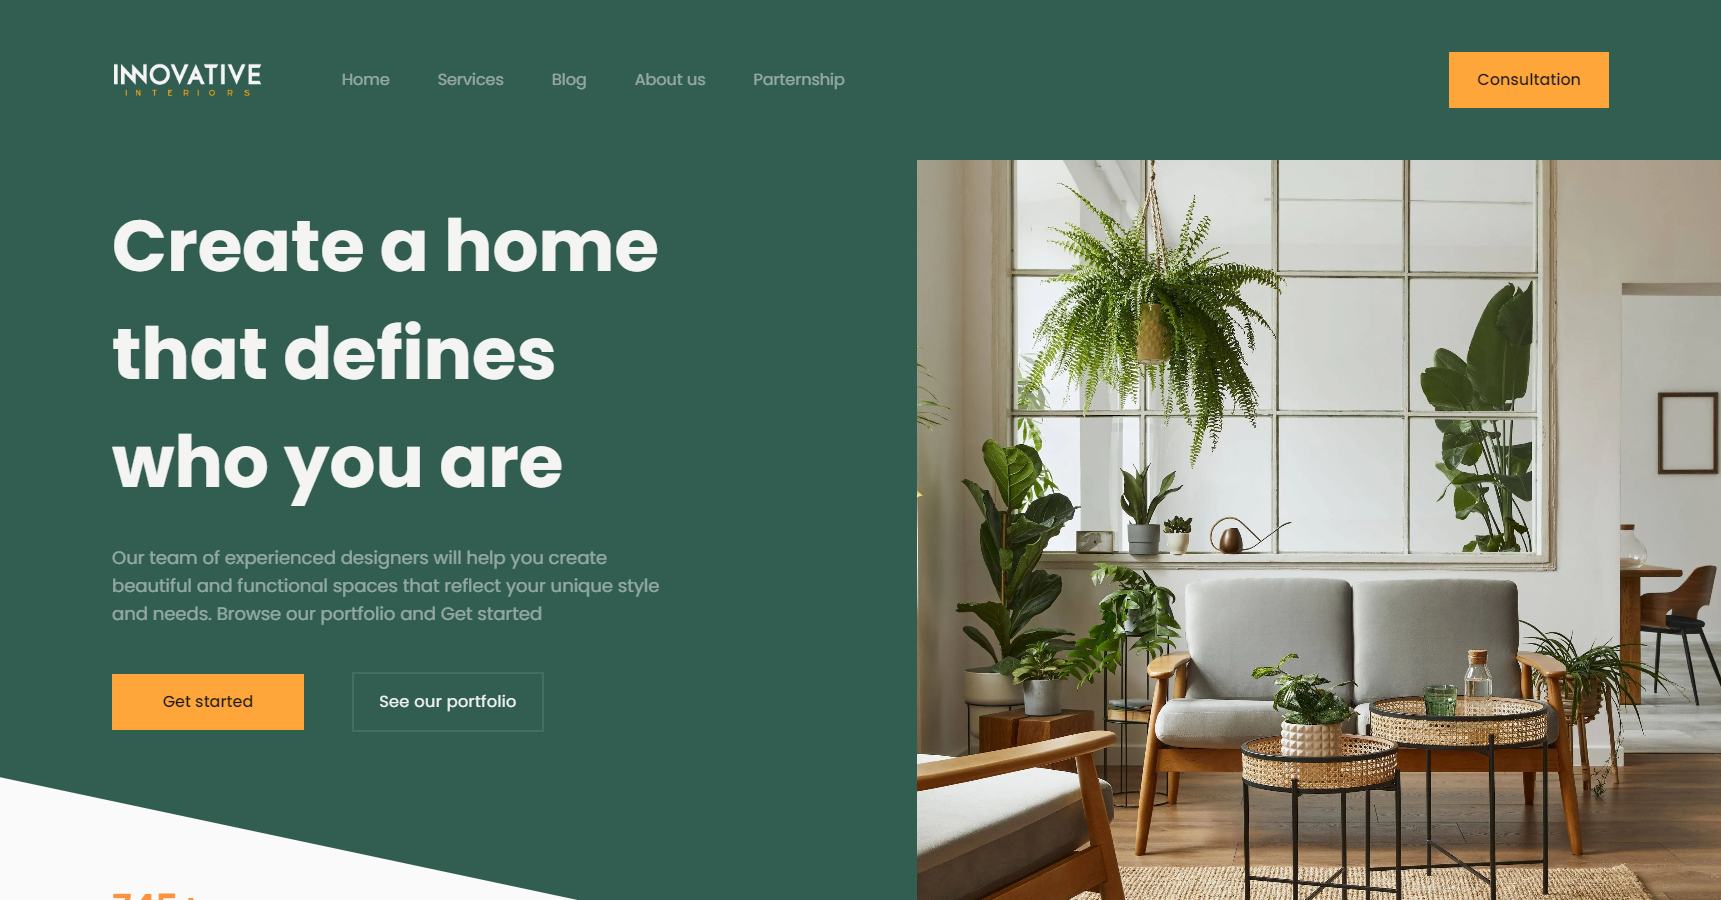 INNOVATIVE
INTERIORS
Home
Services
Blog
About us
Parternship
Consultation
Create a home
that defines
who you are
Our team of experienced designers will help you create
beautiful and functional spaces that reflect your unique style
and needs. Browse our portfolio and Get started
Get started
See our portfolio